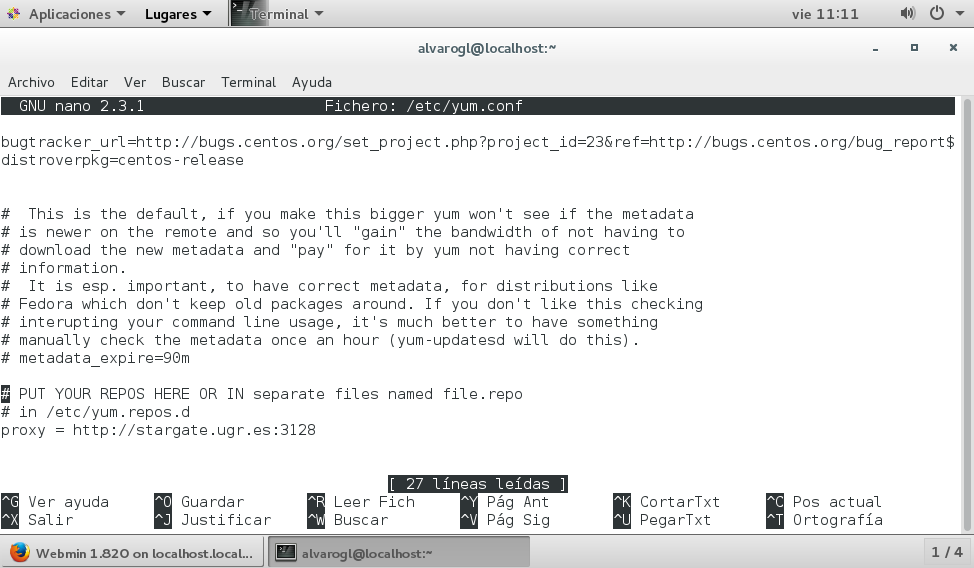 Aplicaciones Lugares Terminal vie 11:11
alvarogl@localhost:~
Archivo Editar Ver Buscar Terminal Ayuda
GNU nano 2.3.1 Fichero: /etc/yum.conf
bugtracker_url=http://bugs.centos.org/set_project.php?project_id=23&ref=http://bugs.centos.org/bug_report$
distroverpkg=centos-release
#  This is the default, if you make this bigger yum won't see if the metadata
# is newer on the remote and so you'll "gain" the bandwidth of not having to
# download the new metadata and "pay" for it by yum not having correct
# information.
#  It is esp. important, to have correct metadata, for distributions like
# Fedora which don't keep old packages around. If you don't like this checking
# interupting your command line usage, it's much better to have something
# manually check the metadata once an hour (yum-updatesd will do this).
# metadata_expire=90m
# PUT YOUR REPOS HERE OR IN separate files named file.repo
# in /etc/yum.repos.d
proxy = http://stargate.ugr.es:3128
[ 27 líneas leídas ]
^G Ver ayuda ^O Guardar ^R Leer Fich ^Y Pág Ant ^K CortarTxt ^C Pos actual
^X Salir ^J Justificar ^W Buscar ^V Pág Sig ^U PegarTxt ^T Ortografía
Webmin 1.820 on localhost.local... alvarogl@localhost:~ 1 / 4